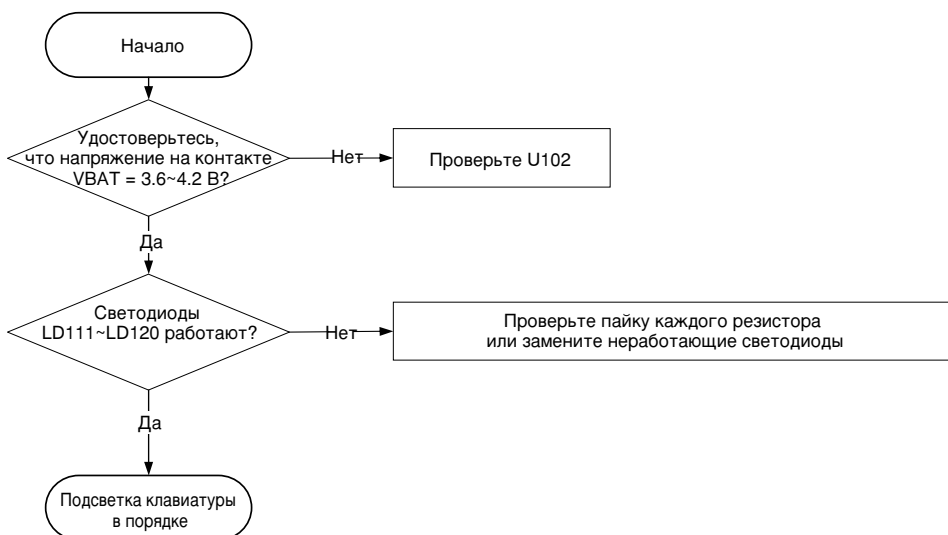 Начало
Удостоверьтесь,
что напряжение на контакте
VBAT = 3.6~4.2 В?
Нет
Проверьте U102
Да
Светодиоды
LD111~LD120 работают?
Нет
Проверьте пайку каждого резистора
или замените неработающие светодиоды
Да
Подсветка клавиатуры
в порядке